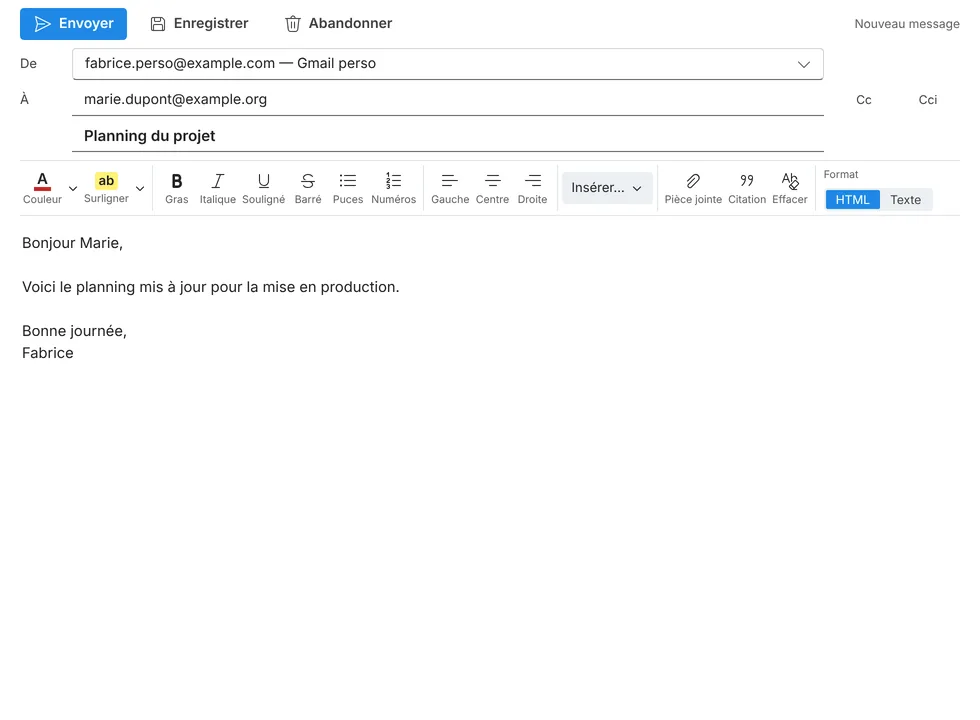 Envoyer Enregistrer Abandonner Nouveau message
De fabrice.perso@example.com — Gmail perso
À marie.dupont@example.org Cc Cci
Planning du projet
A ab B I U S Insérer... 99 Ab Format
Couleur Surligner Gras Italique Souligné Barré Puces Numéros Gauche Centre Droite Pièce jointe Citation Effacer HTML Texte
Bonjour Marie,
Voici le planning mis à jour pour la mise en production.
Bonne journée,
Fabrice